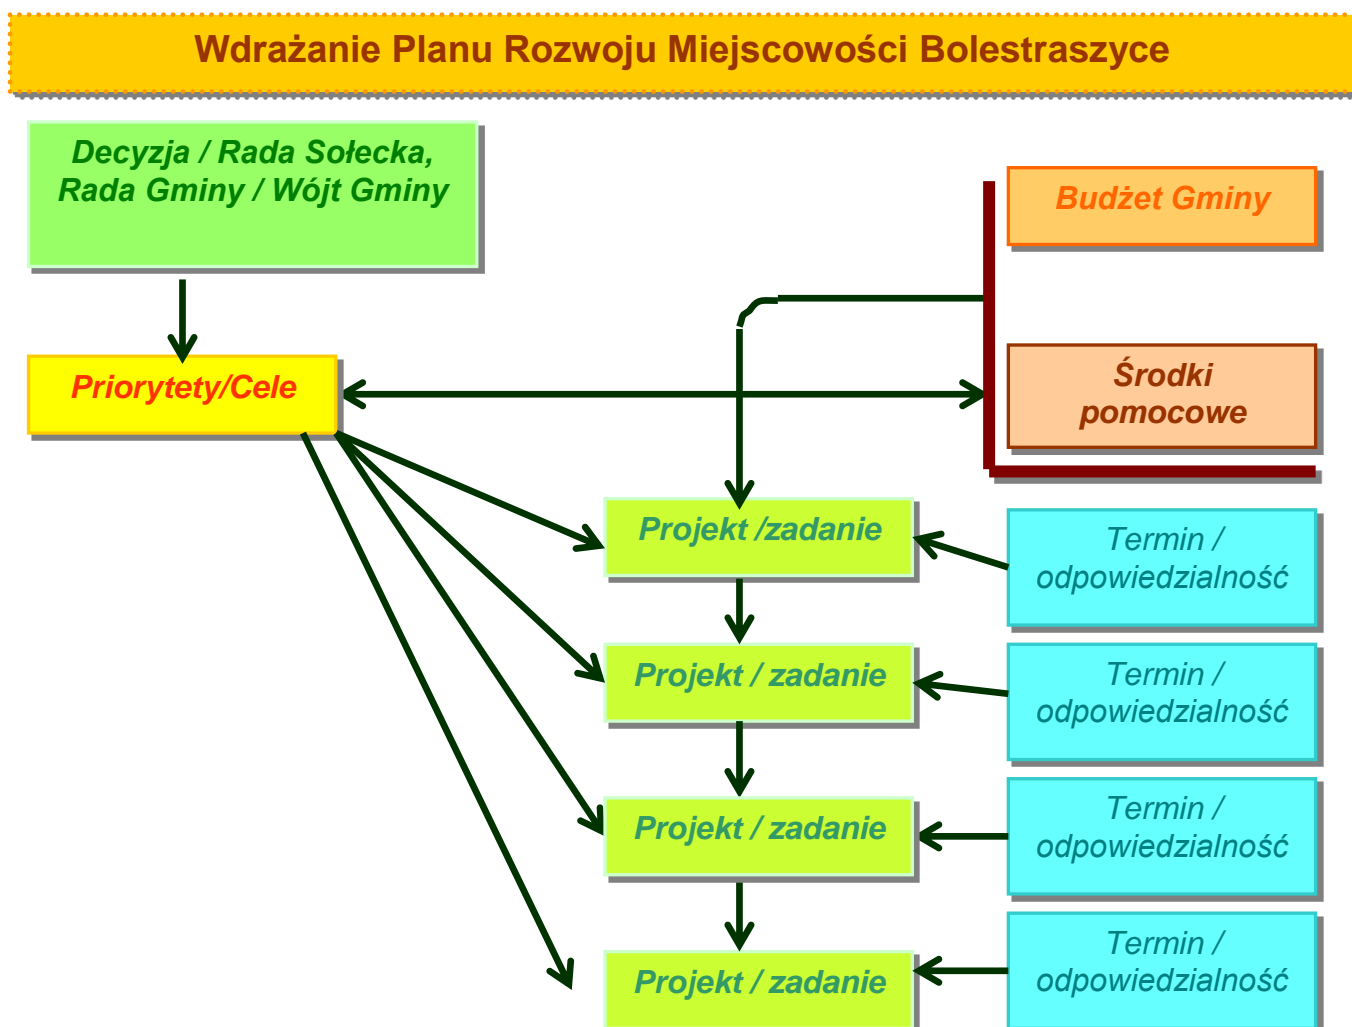 Wdrażanie Planu Rozwoju Miejscowości Bolestraszyce
Decyzja / Rada Sołecka,
Rada Gminy / Wójt Gminy
Budżet Gminy
Priorytety/Cele
Środki
pomocowe
Projekt /zadanie
Termin /
odpowiedzialność
Projekt / zadanie
Termin /
odpowiedzialność
Projekt / zadanie
Termin /
odpowiedzialność
Projekt / zadanie
Termin /
odpowiedzialność